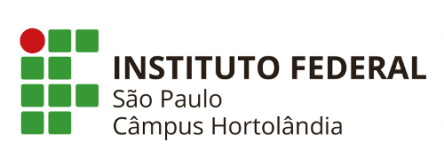 INSTITUTO FEDERAL
São Paulo
Câmpus Hortolândia